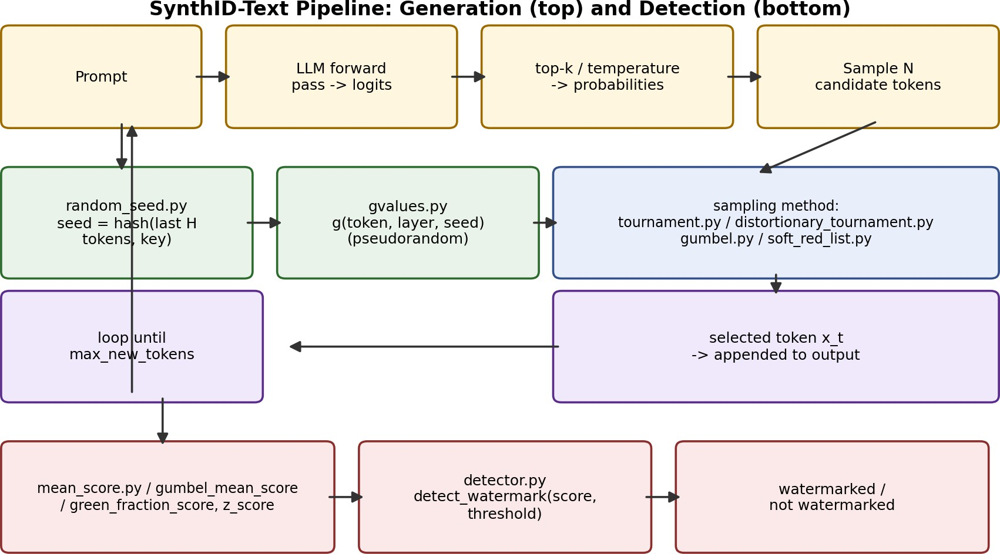 SynthID-Text Pipeline: Generation (top) and Detection (bottom)
Prompt
LLM forward
pass -> logits
top-k / temperature
-> probabilities
Sample N
candidate tokens
random_seed.py
seed = hash(last H
tokens, key)
gvalues.py
g(token, layer, seed)
(pseudorandom)
sampling method:
tournament.py / distortionary_tournament.py
gumbel.py / soft_red_list.py
loop until
max_new_tokens
selected token x_t
-> appended to output
mean_score.py / gumbel_mean_score
/ green_fraction_score, z_score
detector.py
detect_watermark(score,
threshold)
watermarked /
not watermarked